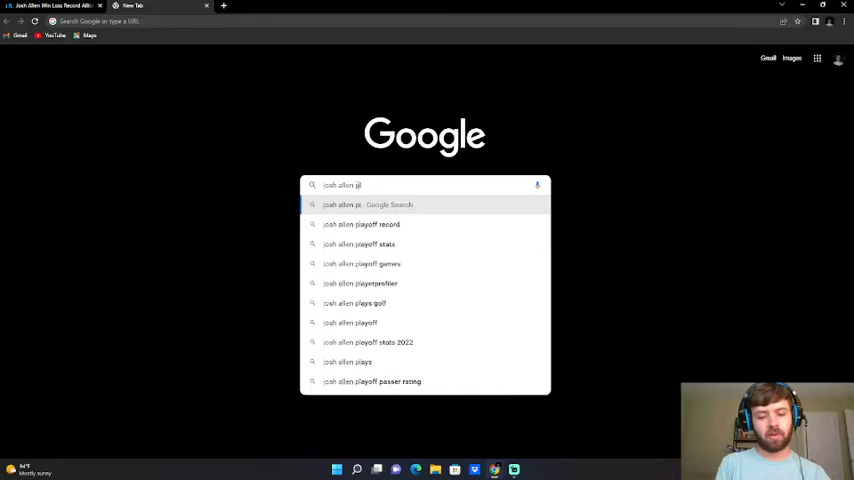 Josh Allen Win Loss Record All
New Tab
Search Google or type a URL
Gmail
YouTube
Maps
Gmail
Images
Google
josh allen pl
josh allen pl - Google Search
josh allen playoff record
josh allen playoff stats
josh allen playoff games
josh allen playerprofiler
josh allen plays golf
josh allen playoff
josh allen playoff stats 2022
josh allen plays
josh allen playoff passer rating
94°F
Mostly sunny